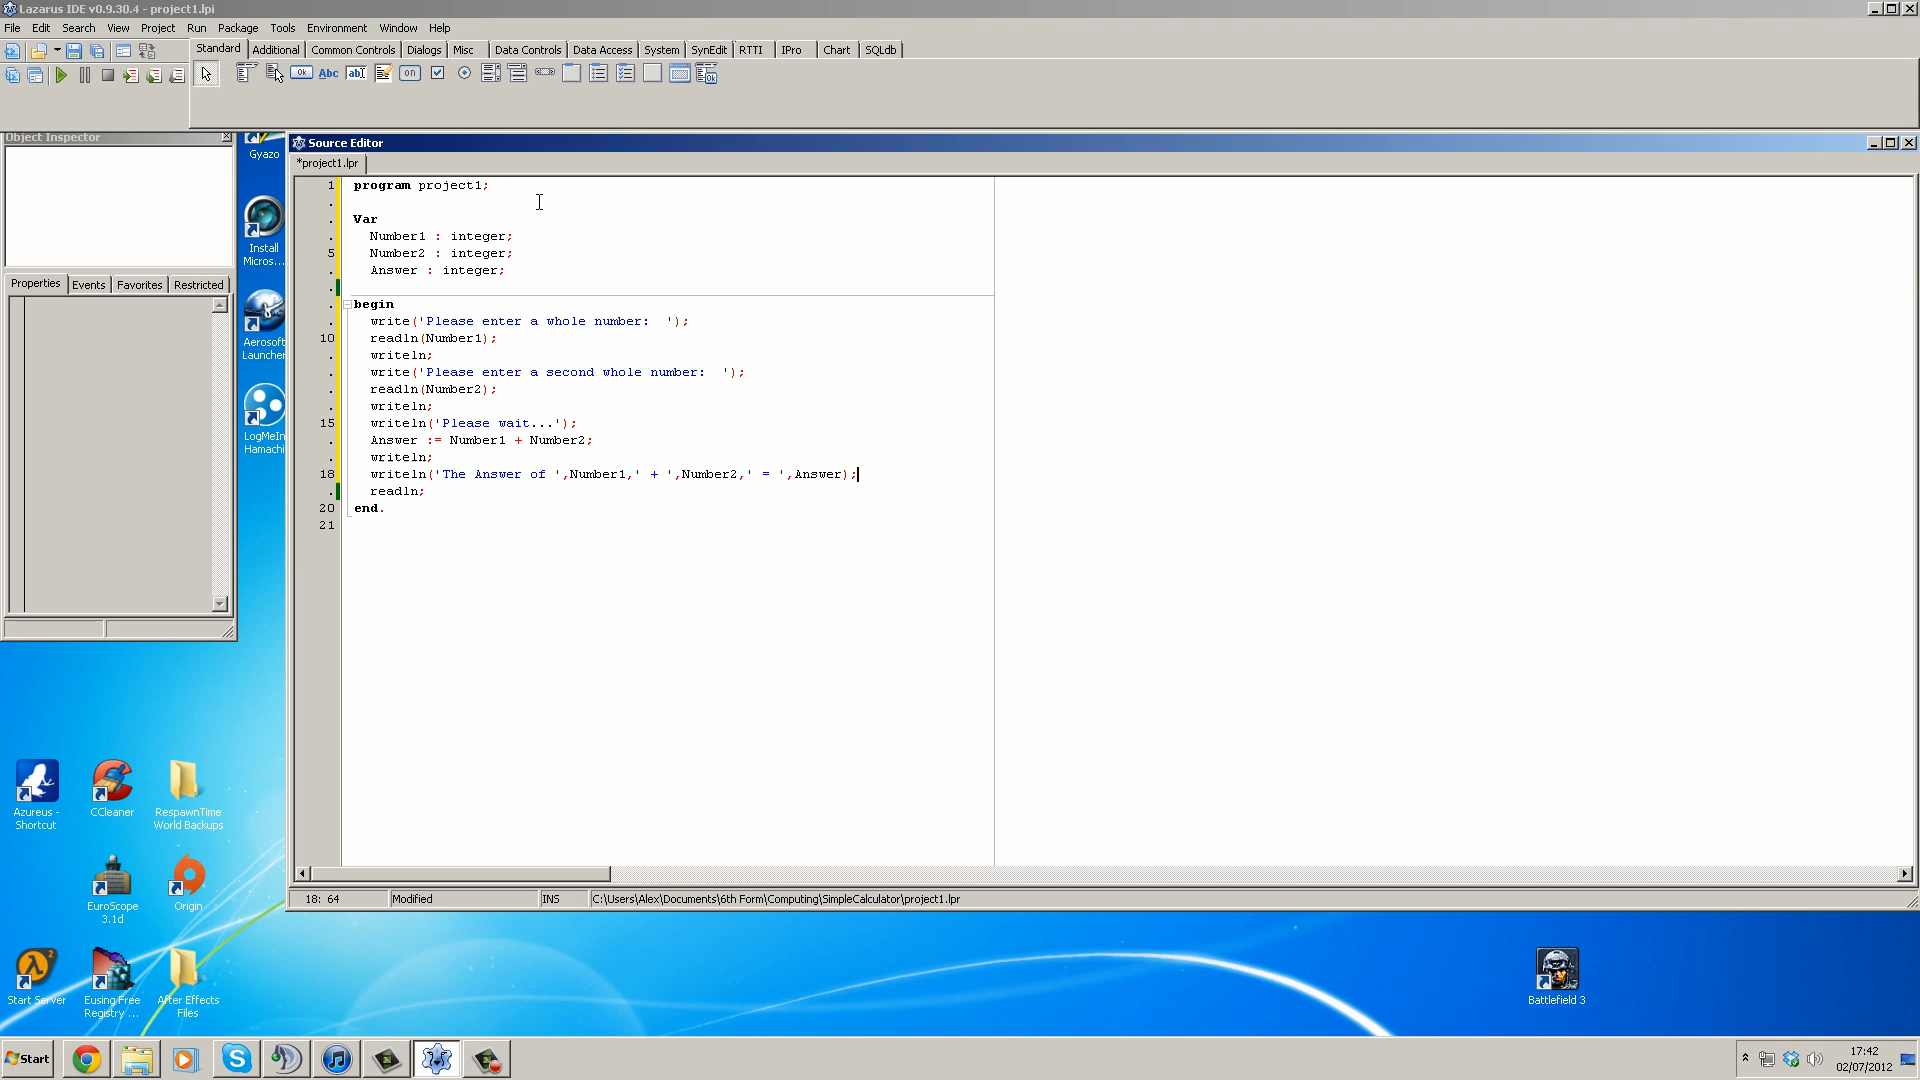 Lazarus IDE v0.9.30.4 - project1.lpi
File Edit Search View Project Run Package Tools Environment Window Help
Standard Additional Common Controls Dialogs Misc Data Controls Data Access System SynEdit RTTI IPro Chart SQLdb
Ok Abc ab on
Object Inspector
Properties Events Favorites Restricted
Gyazo
Install
Micros...
Aerosoft
Launcher
LogMeIn
Hamachi
Source Editor
*project1.lpr
1 program project1;
.
. Var
. Number1 : integer;
5 Number2 : integer;
. Answer : integer;
.
. begin
. write('Please enter a whole number:  ');
10 readln(Number1);
. writeln;
. write('Please enter a second whole number:  ');
. readln(Number2);
. writeln;
15 writeln('Please wait...');
. Answer := Number1 + Number2;
. writeln;
18 writeln('The Answer of ',Number1,' + ',Number2,' = ',Answer);
. readln;
20 end.
21
18: 64 Modified INS C:\Users\Alex\Documents\6th Form\Computing\SimpleCalculator\project1.lpr
Azureus -
Shortcut
CCleaner
RespawnTime
World Backups
EuroScope
3.1d
Origin
Start Server
Eusing Free
Registry ...
After Effects
Files
Battlefield 3
Start
17:42
02/07/2012